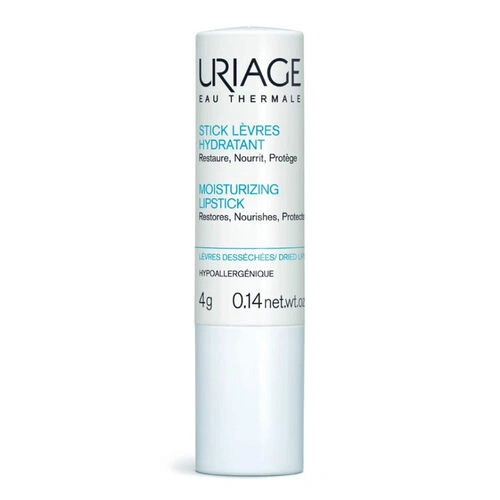 URIAGE
EAU THERMALE
STICK LÈVRES
HYDRATANT
Restaure, Nourrit, Protège
MOISTURIZING
LIPSTICK
Restores, Nourishes, Protects
LÈVRES DESSÉCHÉES/ DRIED LIPS
HYPOALLERGÉNIQUE
4g 0.14 net.wt.oz